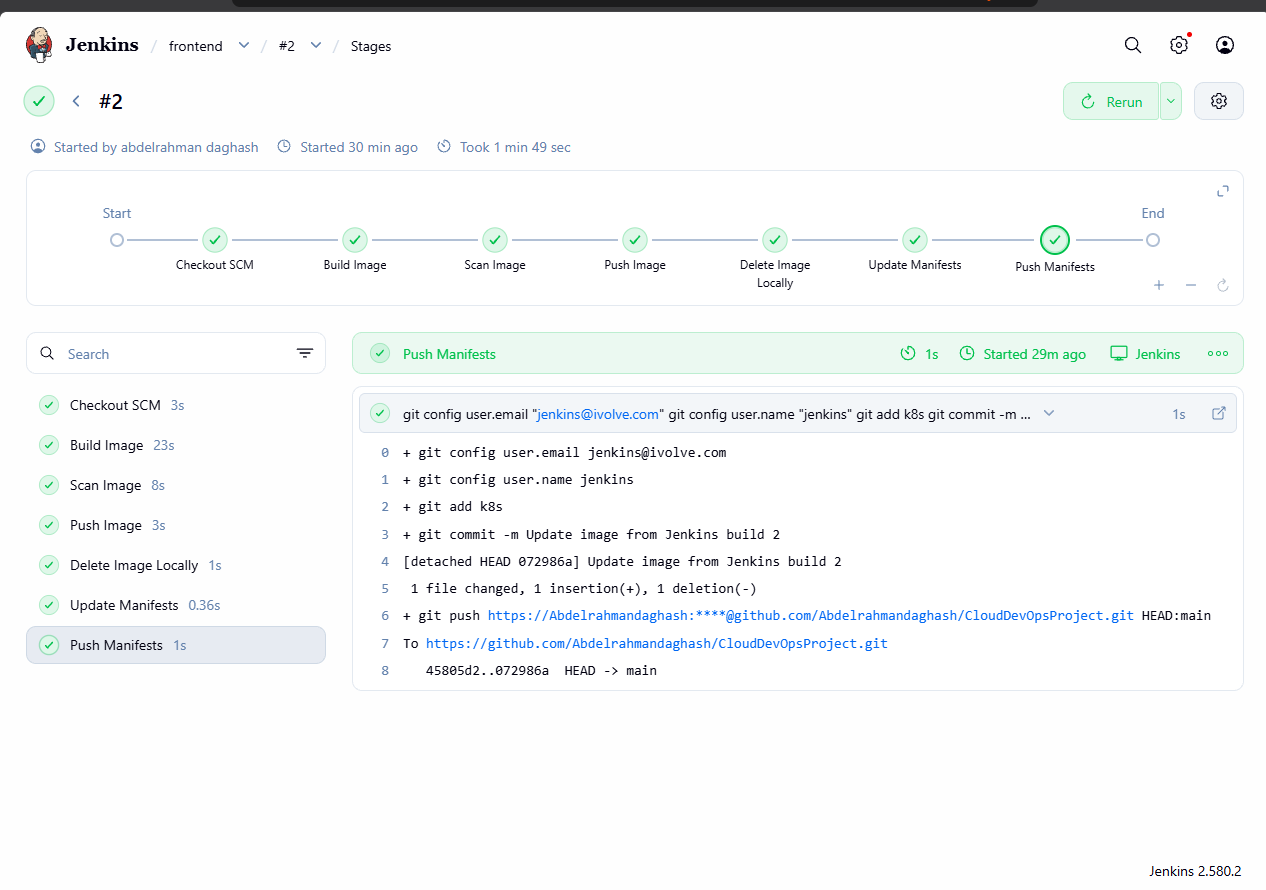 Jenkins / frontend / #2 / Stages
#2
Rerun
Started by abdelrahman daghash Started 30 min ago Took 1 min 49 sec
Start
End
Checkout SCM
Build Image
Scan Image
Push Image
Delete Image
Locally
Update Manifests
Push Manifests
Search
Checkout SCM 3s
Build Image 23s
Scan Image 8s
Push Image 3s
Delete Image Locally 1s
Update Manifests 0.36s
Push Manifests 1s
Push Manifests 1s Started 29m ago Jenkins
git config user.email "jenkins@ivolve.com" git config user.name "jenkins" git add k8s git commit -m ... 1s
0 + git config user.email jenkins@ivolve.com
1 + git config user.name jenkins
2 + git add k8s
3 + git commit -m Update image from Jenkins build 2
4 [detached HEAD 072986a] Update image from Jenkins build 2
5 1 file changed, 1 insertion(+), 1 deletion(-)
6 + git push https://Abdelrahmandaghash:****@github.com/Abdelrahmandaghash/CloudDevOpsProject.git HEAD:main
7 To https://github.com/Abdelrahmandaghash/CloudDevOpsProject.git
8 45805d2..072986a HEAD -> main
Jenkins 2.580.2